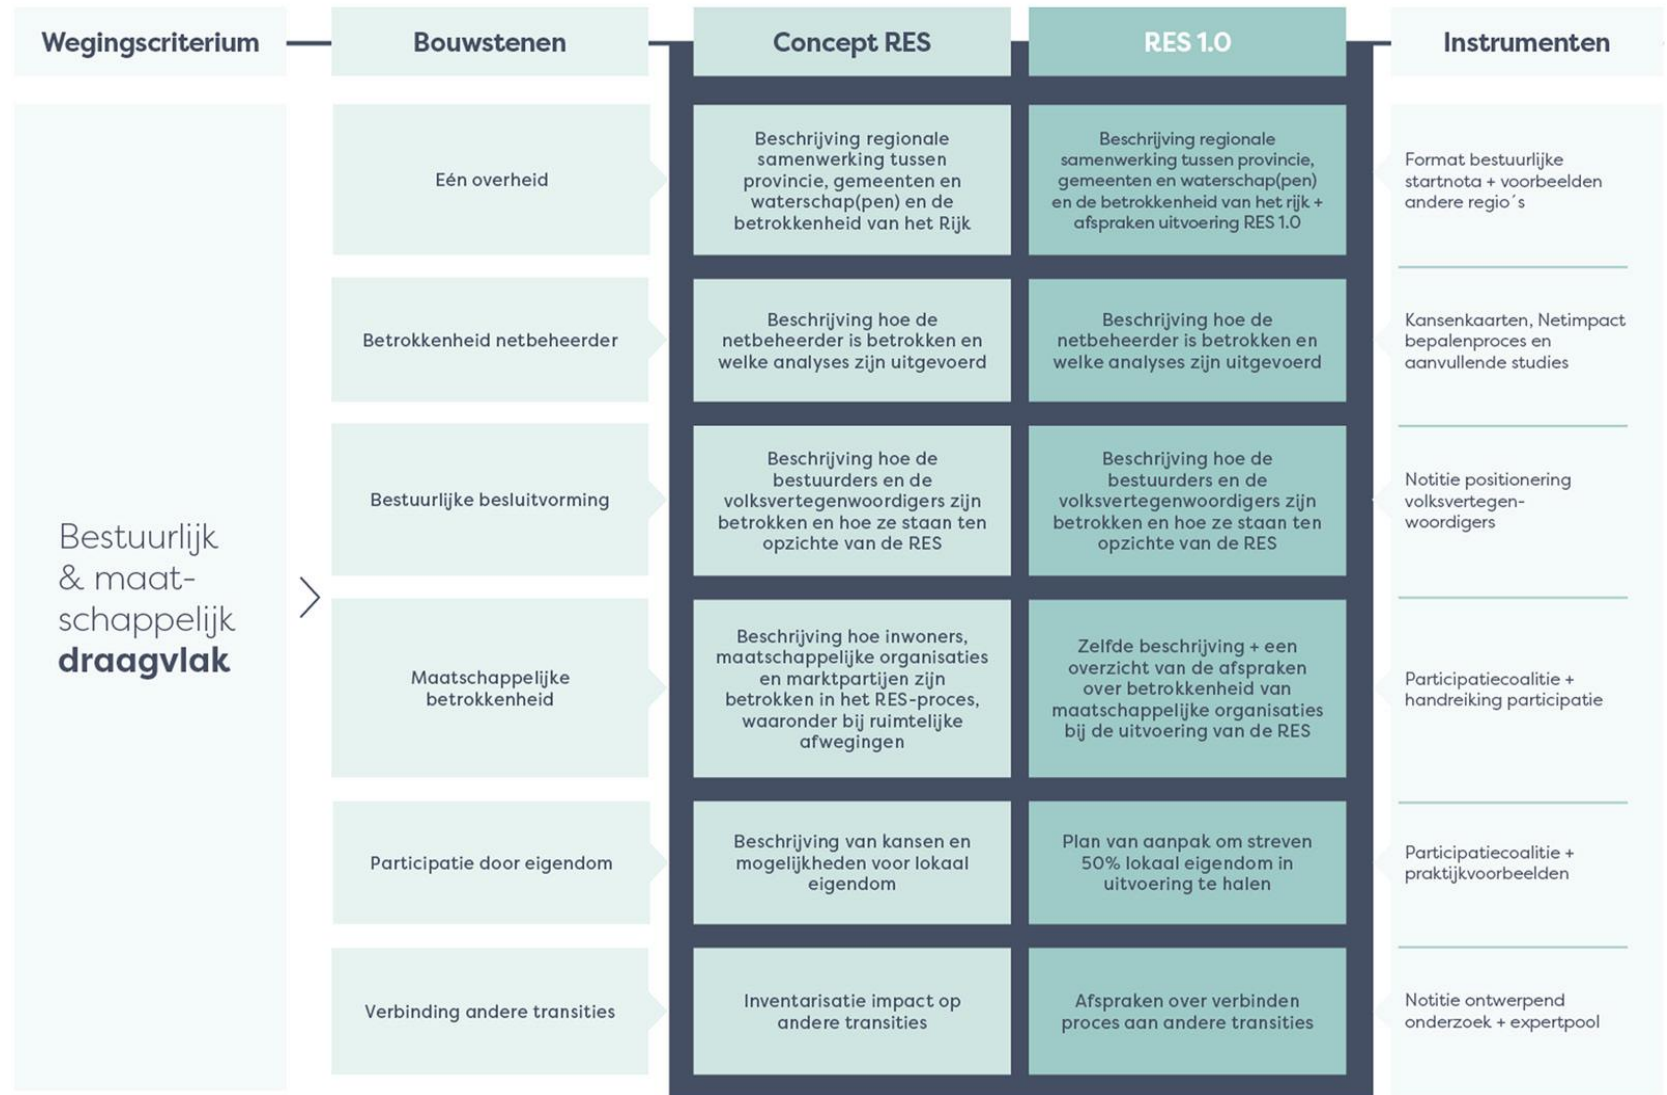 Wegingscriterium
Bouwstenen
Concept RES
RES 1.0
Instrumenten
Bestuurlijk
& maat-
schappelijk
draagvlak
Eén overheid
Beschrijving regionale
samenwerking tussen
provincie, gemeenten en
waterschap(pen) en de
betrokkenheid van het Rijk
Beschrijving regionale
samenwerking tussen provincie,
gemeenten en waterschap(pen)
en de betrokkenheid van het rijk +
afspraken uitvoering RES 1.0
Format bestuurlijke
startnota + voorbeelden
andere regio´s
Betrokkenheid netbeheerder
Beschrijving hoe de
netbeheerder is betrokken en
welke analyses zijn uitgevoerd
Beschrijving hoe de
netbeheerder is betrokken en
welke analyses zijn uitgevoerd
Kansenkaarten, Netimpact
bepalenproces en
aanvullende studies
Bestuurlijke besluitvorming
Beschrijving hoe de
bestuurders en de
volksvertegenwoordigers zijn
betrokken en hoe ze staan ten
opzichte van de RES
Beschrijving hoe de
bestuurders en de
volksvertegenwoordigers zijn
betrokken en hoe ze staan ten
opzichte van de RES
Notitie positionering
volksvertegen-
woordigers
Maatschappelijke
betrokkenheid
Beschrijving hoe inwoners,
maatschappelijke organisaties
en marktpartijen zijn
betrokken in het RES-proces,
waaronder bij ruimtelijke
afwegingen
Zelfde beschrijving + een
overzicht van de afspraken
over betrokkenheid van
maatschappelijke organisaties
bij de uitvoering van de RES
Participatiecoalitie +
handreiking participatie
Participatie door eigendom
Beschrijving van kansen en
mogelijkheden voor lokaal
eigendom
Plan van aanpak om streven
50% lokaal eigendom in
uitvoering te halen
Participatiecoalitie +
praktijkvoorbeelden
Verbinding andere transities
Inventarisatie impact op
andere transities
Afspraken over verbinden
proces aan andere transities
Notitie ontwerpend
onderzoek + expertpool